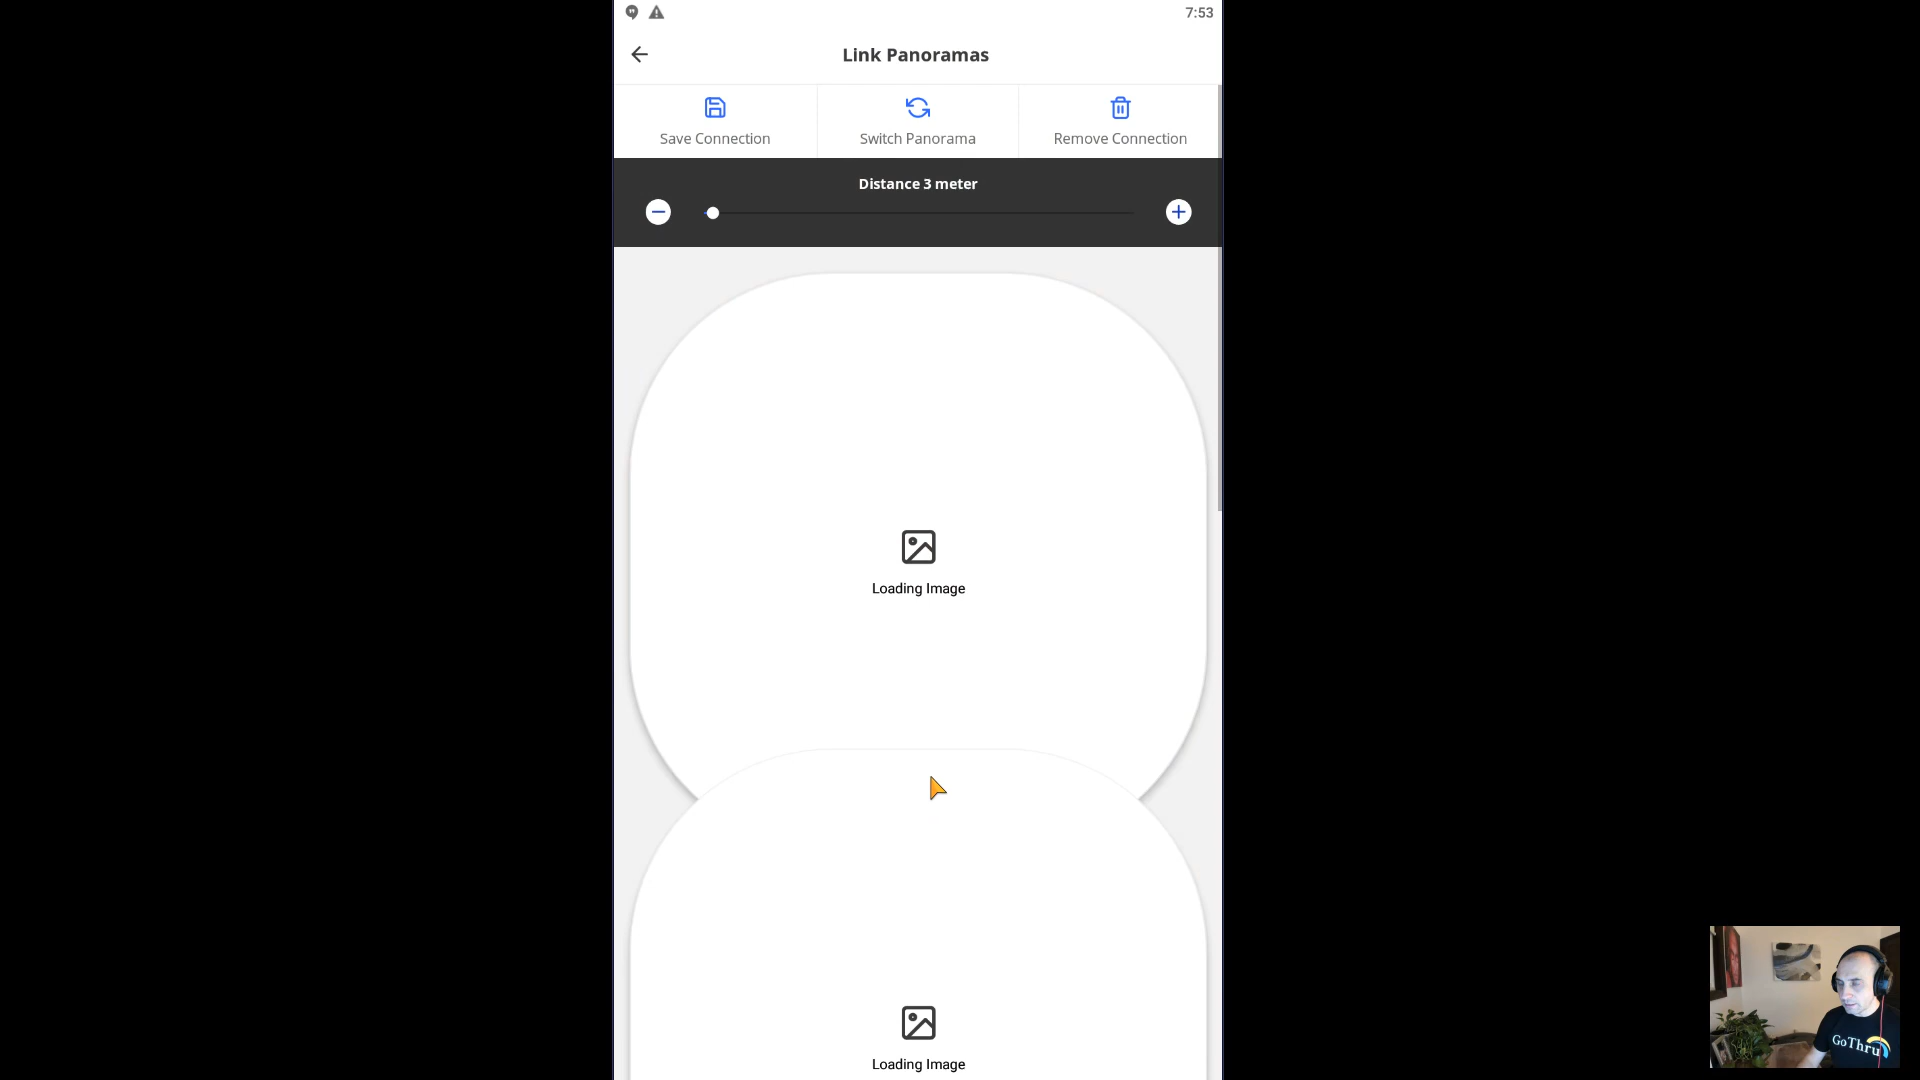 7:53
Link Panoramas
Save Connection
Switch Panorama
Remove Connection
Distance 3 meter
Loading Image
Loading Image
GoThru